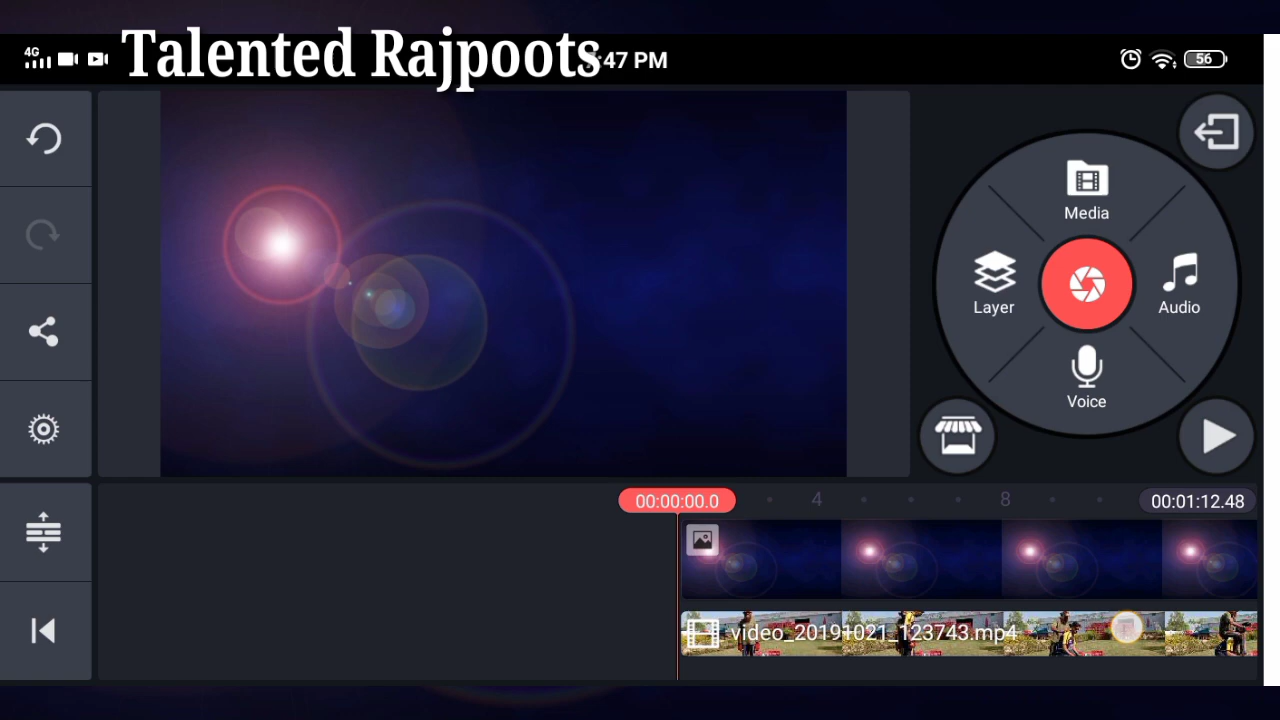 4G
Talented Rajpoots
:47 PM
56
Media
Layer
Audio
Voice
00:00:00.0
4
8
00:01:12.48
video_20191021_123743.mp4